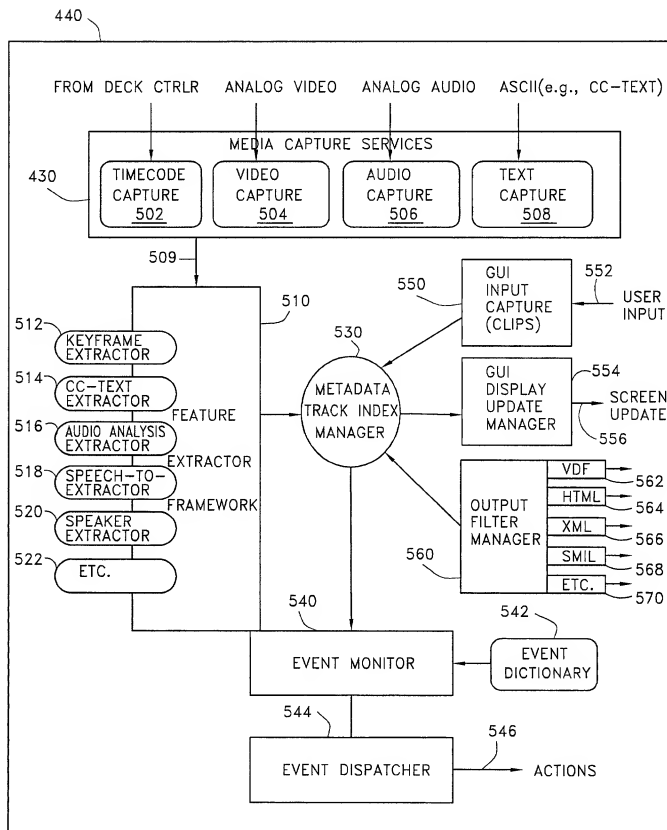 440
FROM DECK CTRLR ANALOG VIDEO ANALOG AUDIO ASCII(e.g., CC-TEXT)
MEDIA CAPTURE SERVICES
430
TIMECODE
CAPTURE
502
VIDEO
CAPTURE
504
AUDIO
CAPTURE
506
TEXT
CAPTURE
508
509
510
512
KEYFRAME
EXTRACTOR
514
CC-TEXT
EXTRACTOR
516
AUDIO ANALYSIS
EXTRACTOR
518
SPEECH-TO-
EXTRACTOR
520
SPEAKER
EXTRACTOR
522
ETC.
FEATURE
EXTRACTOR
FRAMEWORK
530
METADATA
TRACK INDEX
MANAGER
550
GUI
INPUT
CAPTURE
(CLIPS)
552
USER
INPUT
554
GUI
DISPLAY
UPDATE
MANAGER
SCREEN
UPDATE
556
OUTPUT
FILTER
MANAGER
560
VDF
562
HTML
564
XML
566
SMIL
568
ETC.
570
540
EVENT MONITOR
542
EVENT
DICTIONARY
544
EVENT DISPATCHER
546
ACTIONS